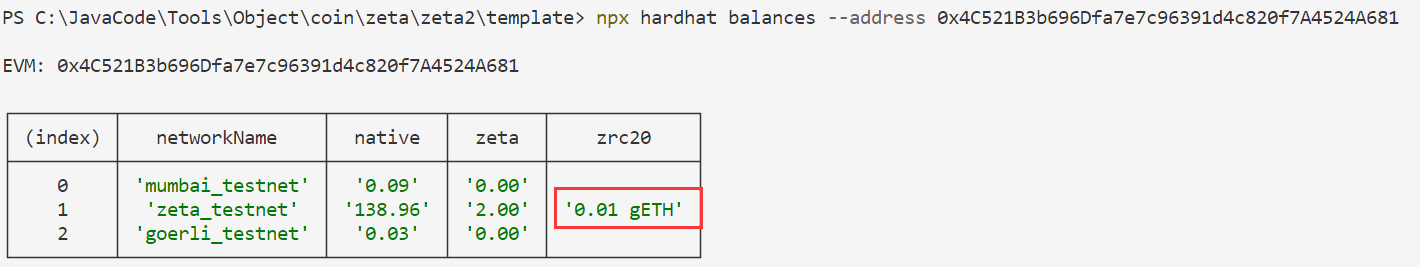 PS C:\JavaCode\Tools\Object\coin\zeta\zeta2\template> npx hardhat balances --address 0x4C521B3b696Dfa7e7c96391d4c820f7A4524A681
EVM: 0x4C521B3b696Dfa7e7c96391d4c820f7A4524A681
(index) networkName native zeta zrc20
0 'mumbai_testnet' '0.09' '0.00'
1 'zeta_testnet' '138.96' '2.00' '0.01 gETH'
2 'goerli_testnet' '0.03' '0.00'